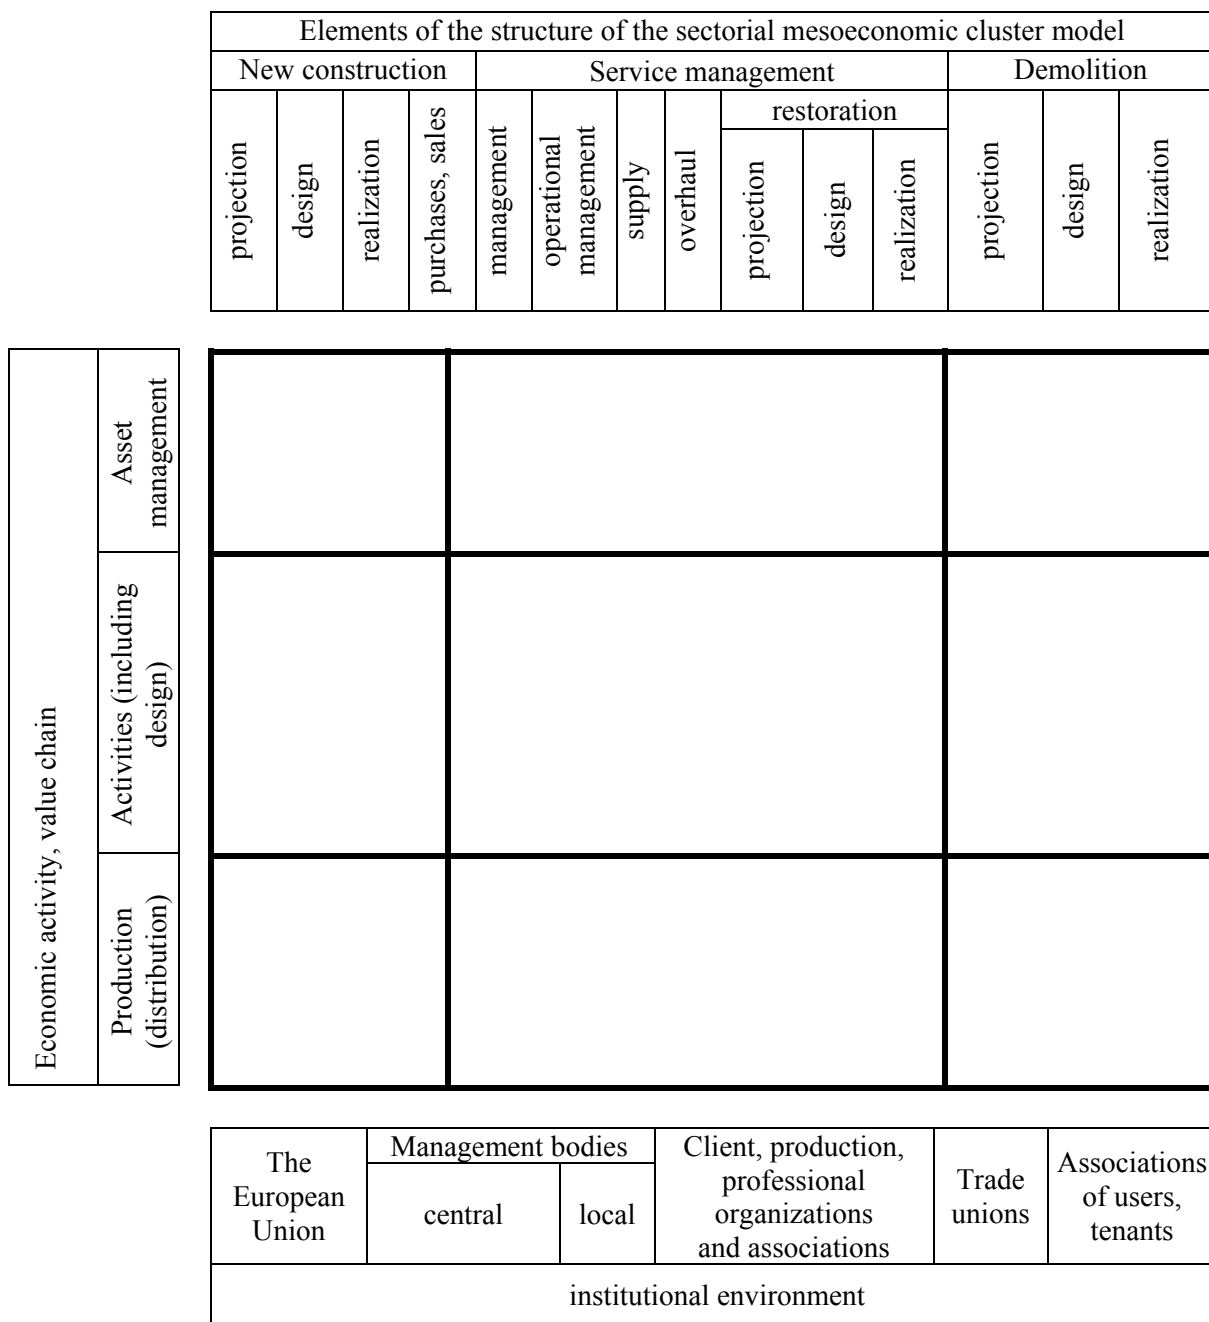 Elements of the structure of the sectorial mesoeconomic cluster model
New construction
Service management
Demolition
projection
design
realization
purchases, sales
management
operational
management
supply
overhaul
restoration
projection
design
realization
projection
design
realization
Economic activity, value chain
Asset
management
Activities (including
design)
Production
(distribution)
The
European
Union
Management bodies
central
local
Client, production,
professional
organizations
and associations
Trade
unions
Associations
of users,
tenants
institutional environment